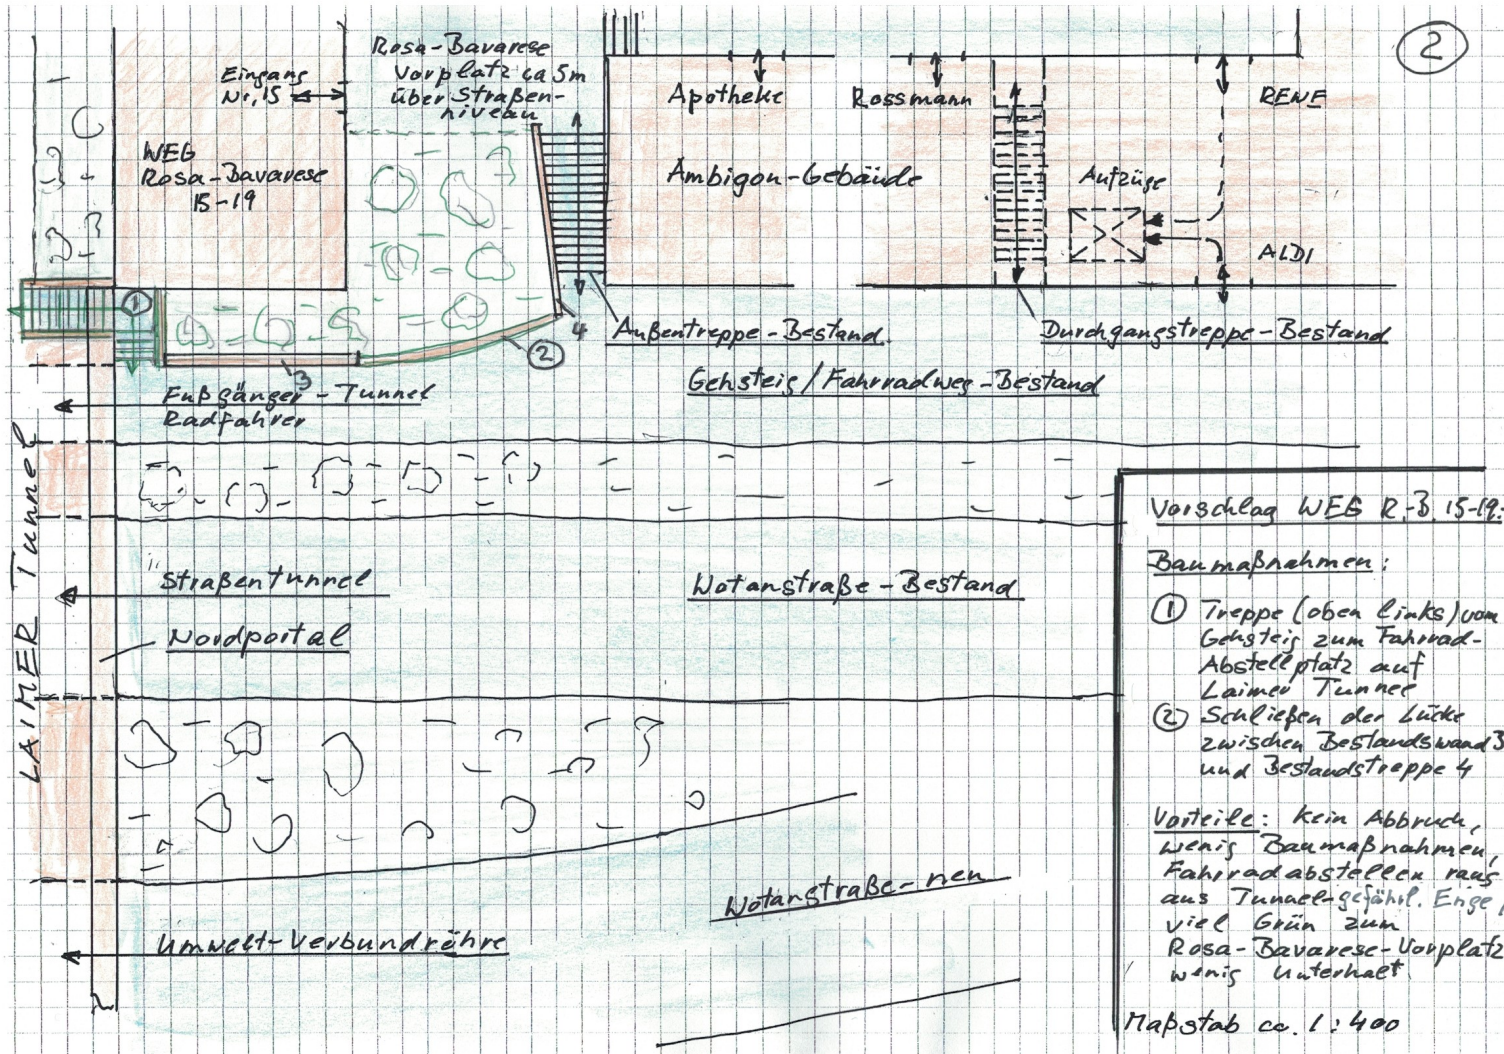 2
Rosa-Bavarese
Vorplatz ca 5m
über Straßen-
niveau
Eingang
Nr. 15
WEG
Rosa-Bavarese
15-19
Apotheke
Rossmann
REWE
Ambigon-Gebäude
Aufzüge
ALDI
1
4
2
3
Außentreppe-Bestand
Durchgangstreppe-Bestand
Gehsteig/Fahrradweg-Bestand
Fußgänger-Tunnel
Radfahrer
LAIMER Tunnel
Straßentunnel
Wotanstraße-Bestand
Nordportal
Wotanstraße-neu
Umwelt-Verbundröhre
Vorschlag WEG R.-B. 15-19:
Baumaßnahmen:
1 Treppe (oben links) vom
Gehsteig zum Fahrrad-
Abstellplatz auf
Laimer Tunnel
2 Schließen der Lücke
zwischen Bestandswand 3
und Bestandstreppe 4
Vorteile: Kein Abbruch,
wenig Baumaßnahmen,
Fahrradabstellen raus
aus Tunnel-gefährl. Enge,
viel Grün zum
Rosa-Bavarese-Vorplatz
wenig Unterhalt.
Maßstab ca. 1:400